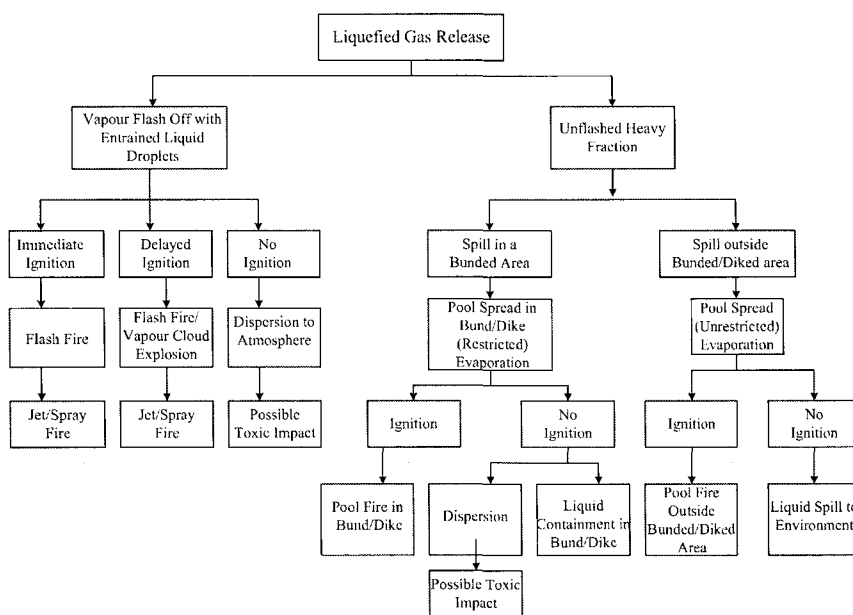 Liquefied Gas Release
Vapour Flash Off with
Entrained Liquid
Droplets
Unflashed Heavy
Fraction
Immediate
Ignition
Delayed
Ignition
No
Ignition
Spill in a
Bunded Area
Spill outside
Bunded/Diked area
Flash Fire
Flash Fire/
Vapour Cloud
Explosion
Dispersion to
Atmosphere
Pool Spread in
Bund/Dike
(Restricted)
Evaporation
Pool Spread
(Unrestricted)
Evaporation
Jet/Spray
Fire
Jet/Spray
Fire
Possible
Toxic Impact
Ignition
No
Ignition
Ignition
No
Ignition
Pool Fire in
Bund/Dike
Dispersion
Liquid
Containment in
Bund/Dike
Pool Fire
Outside
Bunded/Diked
Area
Liquid Spill to
Environment
Possible Toxic
Impact